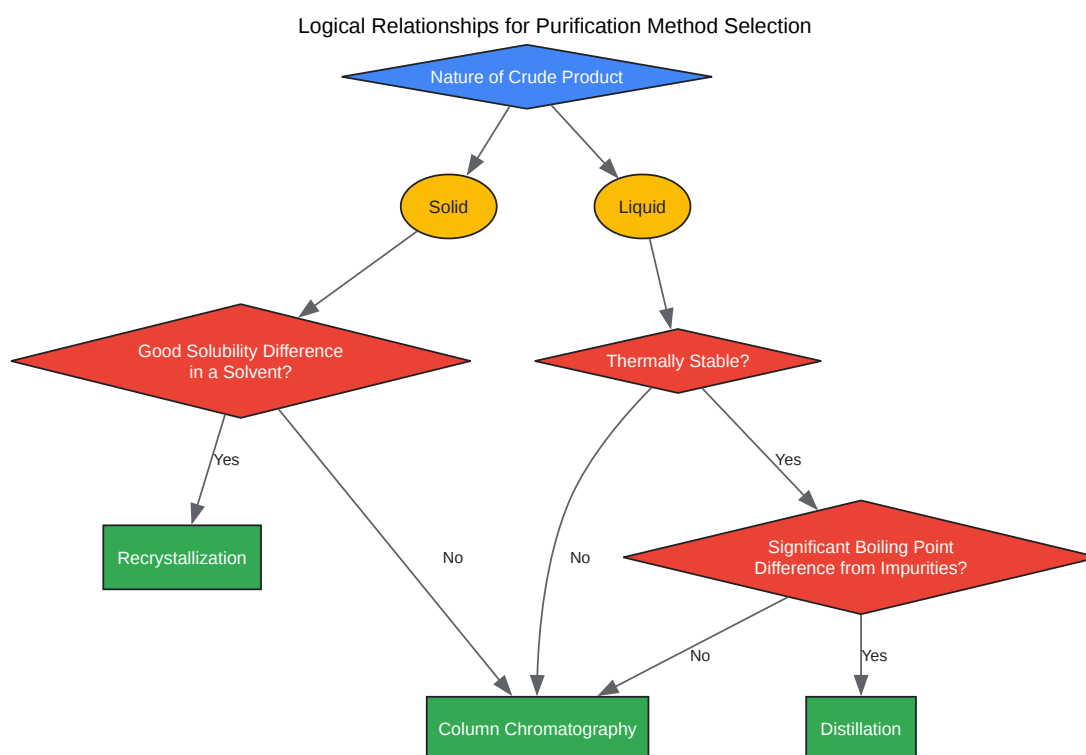 Logical Relationships for Purification Method Selection
Nature of Crude Product
Solid
Liquid
Good Solubility Difference
in a Solvent?
Thermally Stable?
Yes
Yes
Recrystallization
No
No
Significant Boiling Point
Difference from Impurities?
No
Yes
Column Chromatography
Distillation